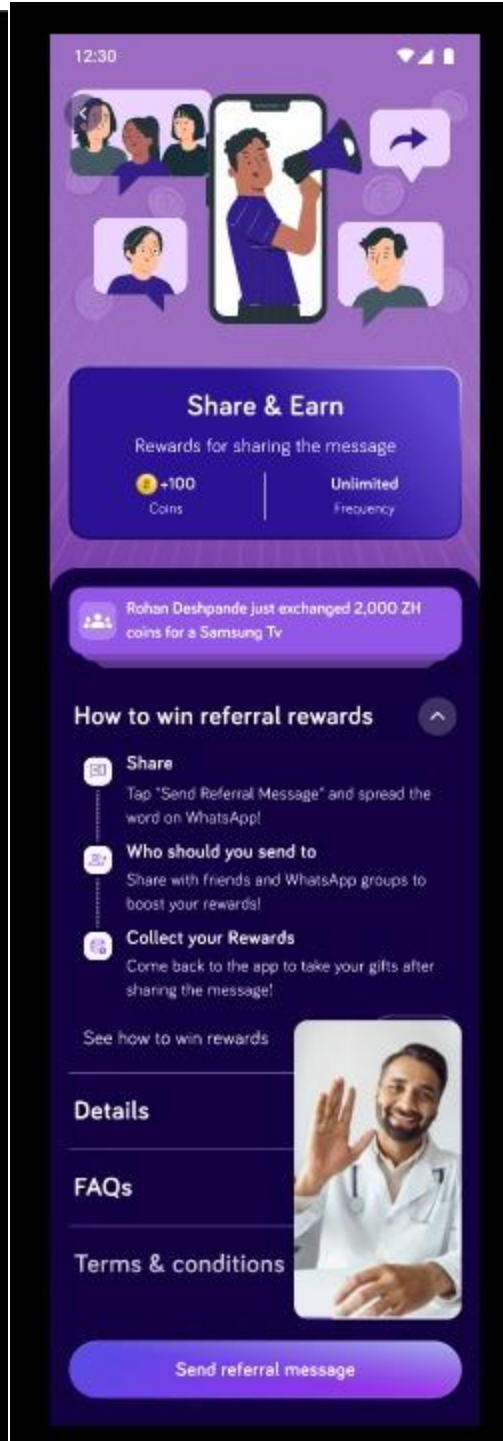 12:30
Share & Earn
Rewards for sharing the message
+100
Coins
Unlimited
Frequency
Rohan Deshpande just exchanged 2,000 ZH
coins for a Samsung Tv
How to win referral rewards
Share
Tap "Send Referral Message" and spread the
word on WhatsApp!
Who should you send to
Share with friends and WhatsApp groups to
boost your rewards!
Collect your Rewards
Come back to the app to take your gifts after
sharing the message!
See how to win rewards
Details
FAQs
Terms & conditions
Send referral message